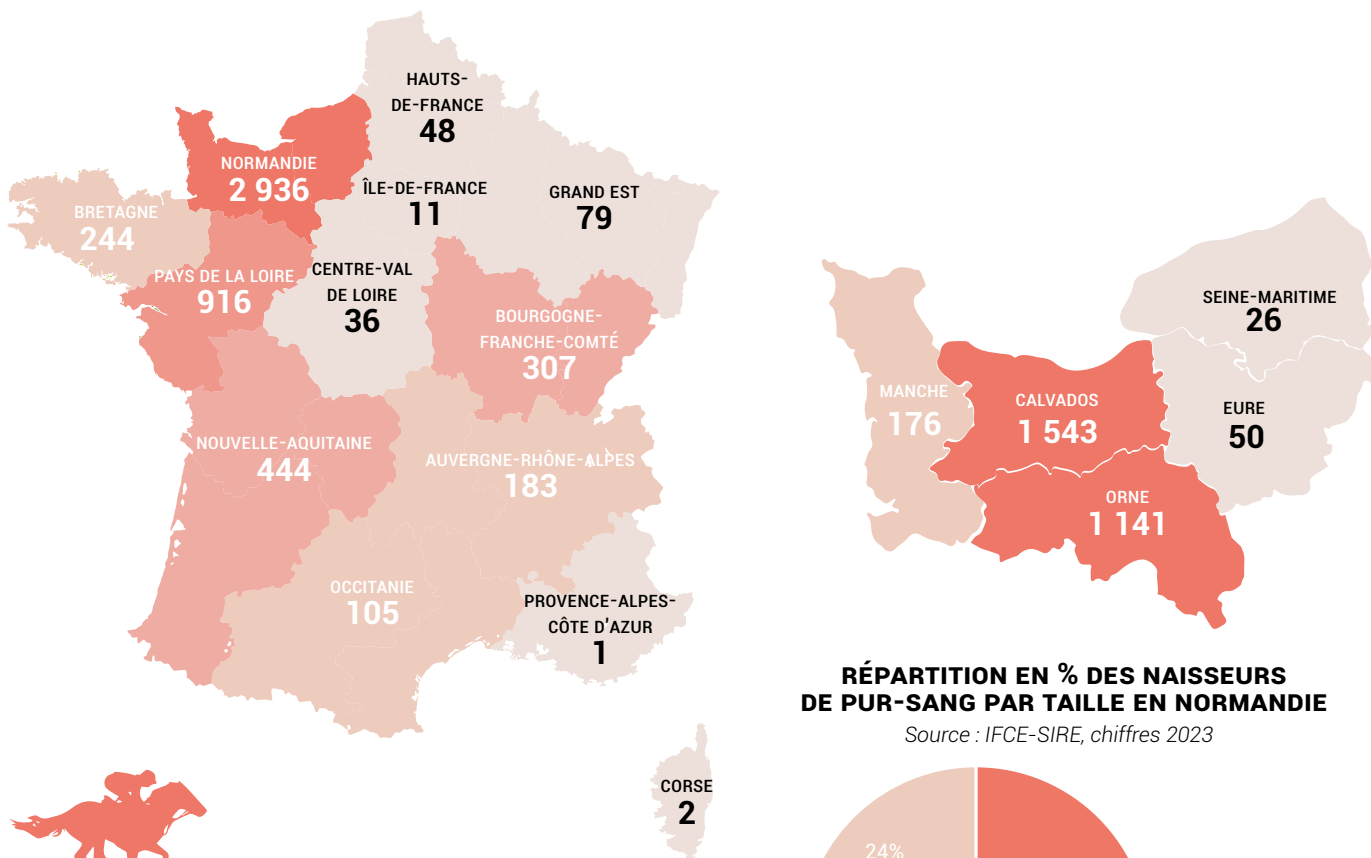 HAUTS-
DE-FRANCE
48
NORMANDIE
2 936
ÎLE-DE-FRANCE
11
GRAND EST
79
BRETAGNE
244
PAYS DE LA LOIRE
916
CENTRE-VAL
DE LOIRE
36
BOURGOGNE-
FRANCHE-COMTÉ
307
NOUVELLE-AQUITAINE
444
AUVERGNE-RHÔNE-ALPES
183
OCCITANIE
105
PROVENCE-ALPES-
CÔTE D'AZUR
1
CORSE
2
SEINE-MARITIME
26
MANCHE
176
CALVADOS
1 543
EURE
50
ORNE
1 141
RÉPARTITION EN % DES NAISSEURS
DE PUR-SANG PAR TAILLE EN NORMANDIE
Source : IFCE-SIRE, chiffres 2023
24%